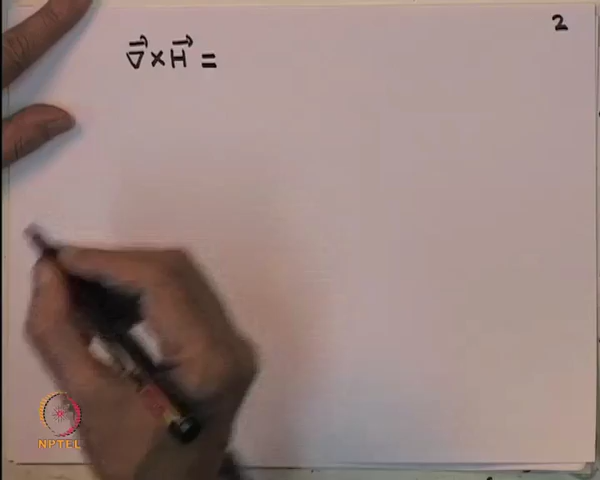 2
∇⃗ × H⃗ =
NPTEL